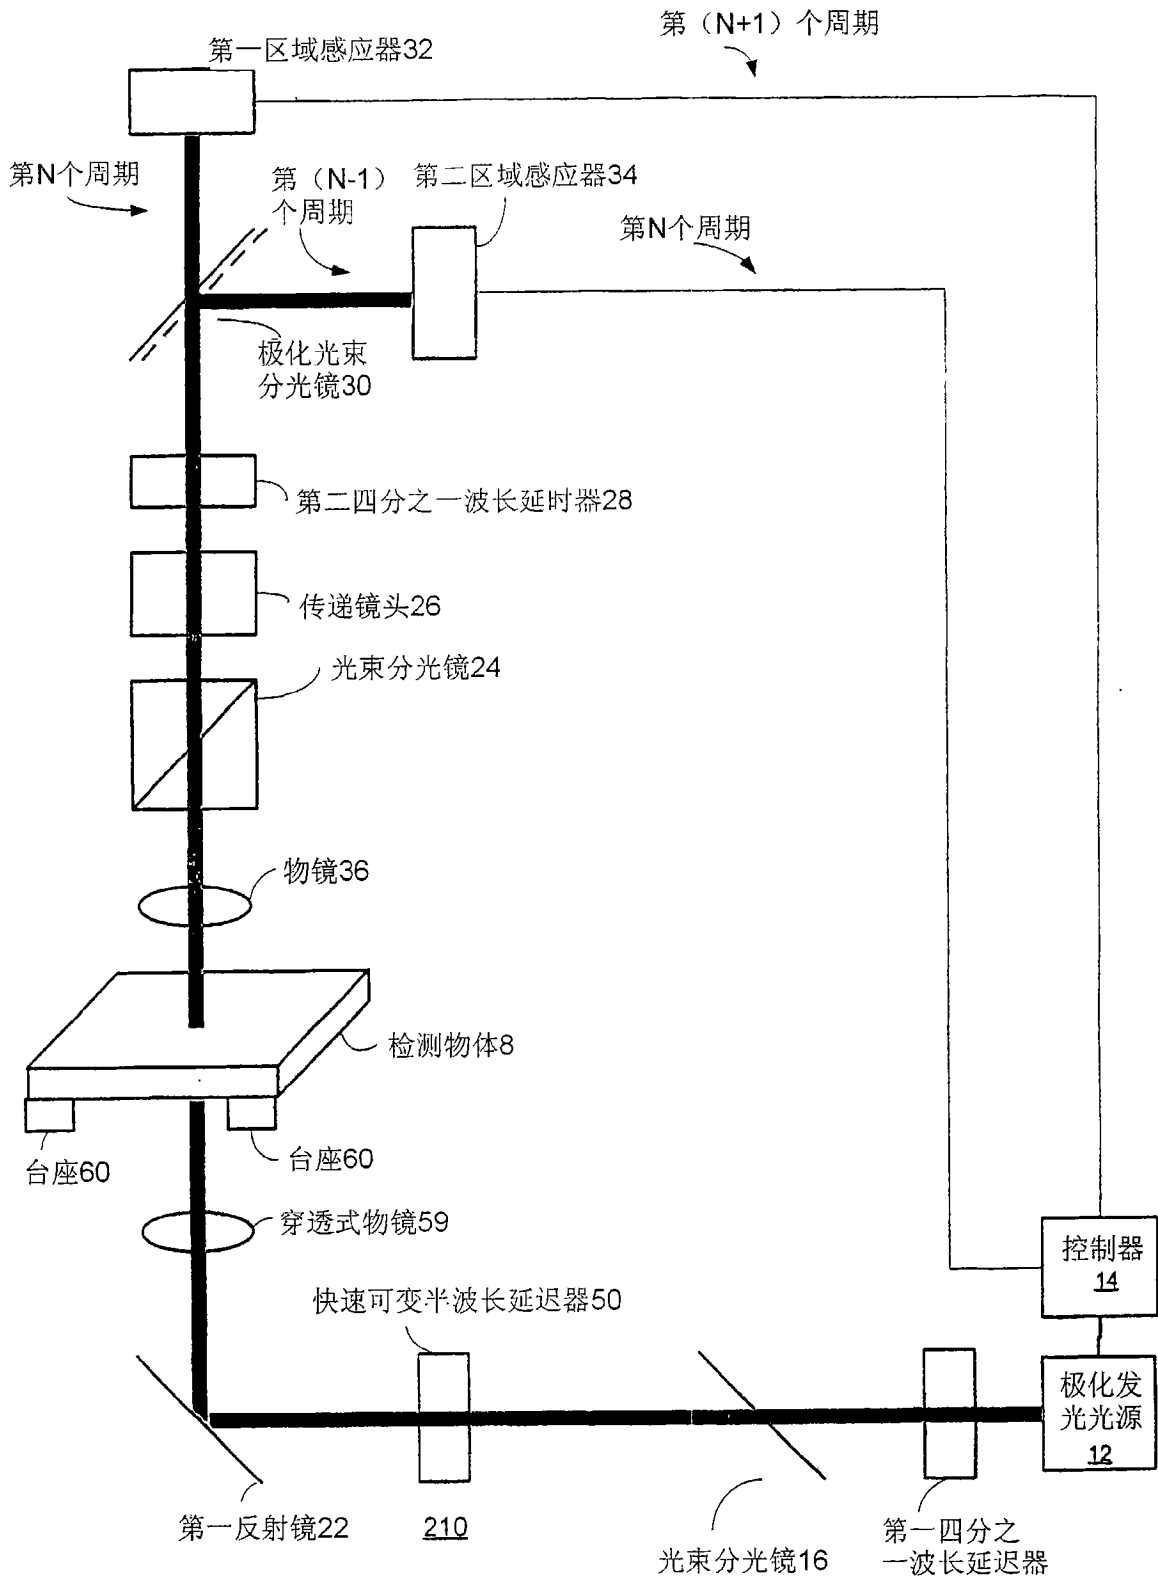 第（N+1）个周期
第一区域感应器32
第N个周期
第（N-1）
个周期
第二区域感应器34
第N个周期
极化光束
分光镜30
第二四分之一波长延时器28
传递镜头26
光束分光镜24
物镜36
检测物体8
台座60
台座60
穿透式物镜59
控制器
14
快速可变半波长延迟器50
极化发
光光源
12
第一反射镜22
210
光束分光镜16
第一四分之
一波长延迟器